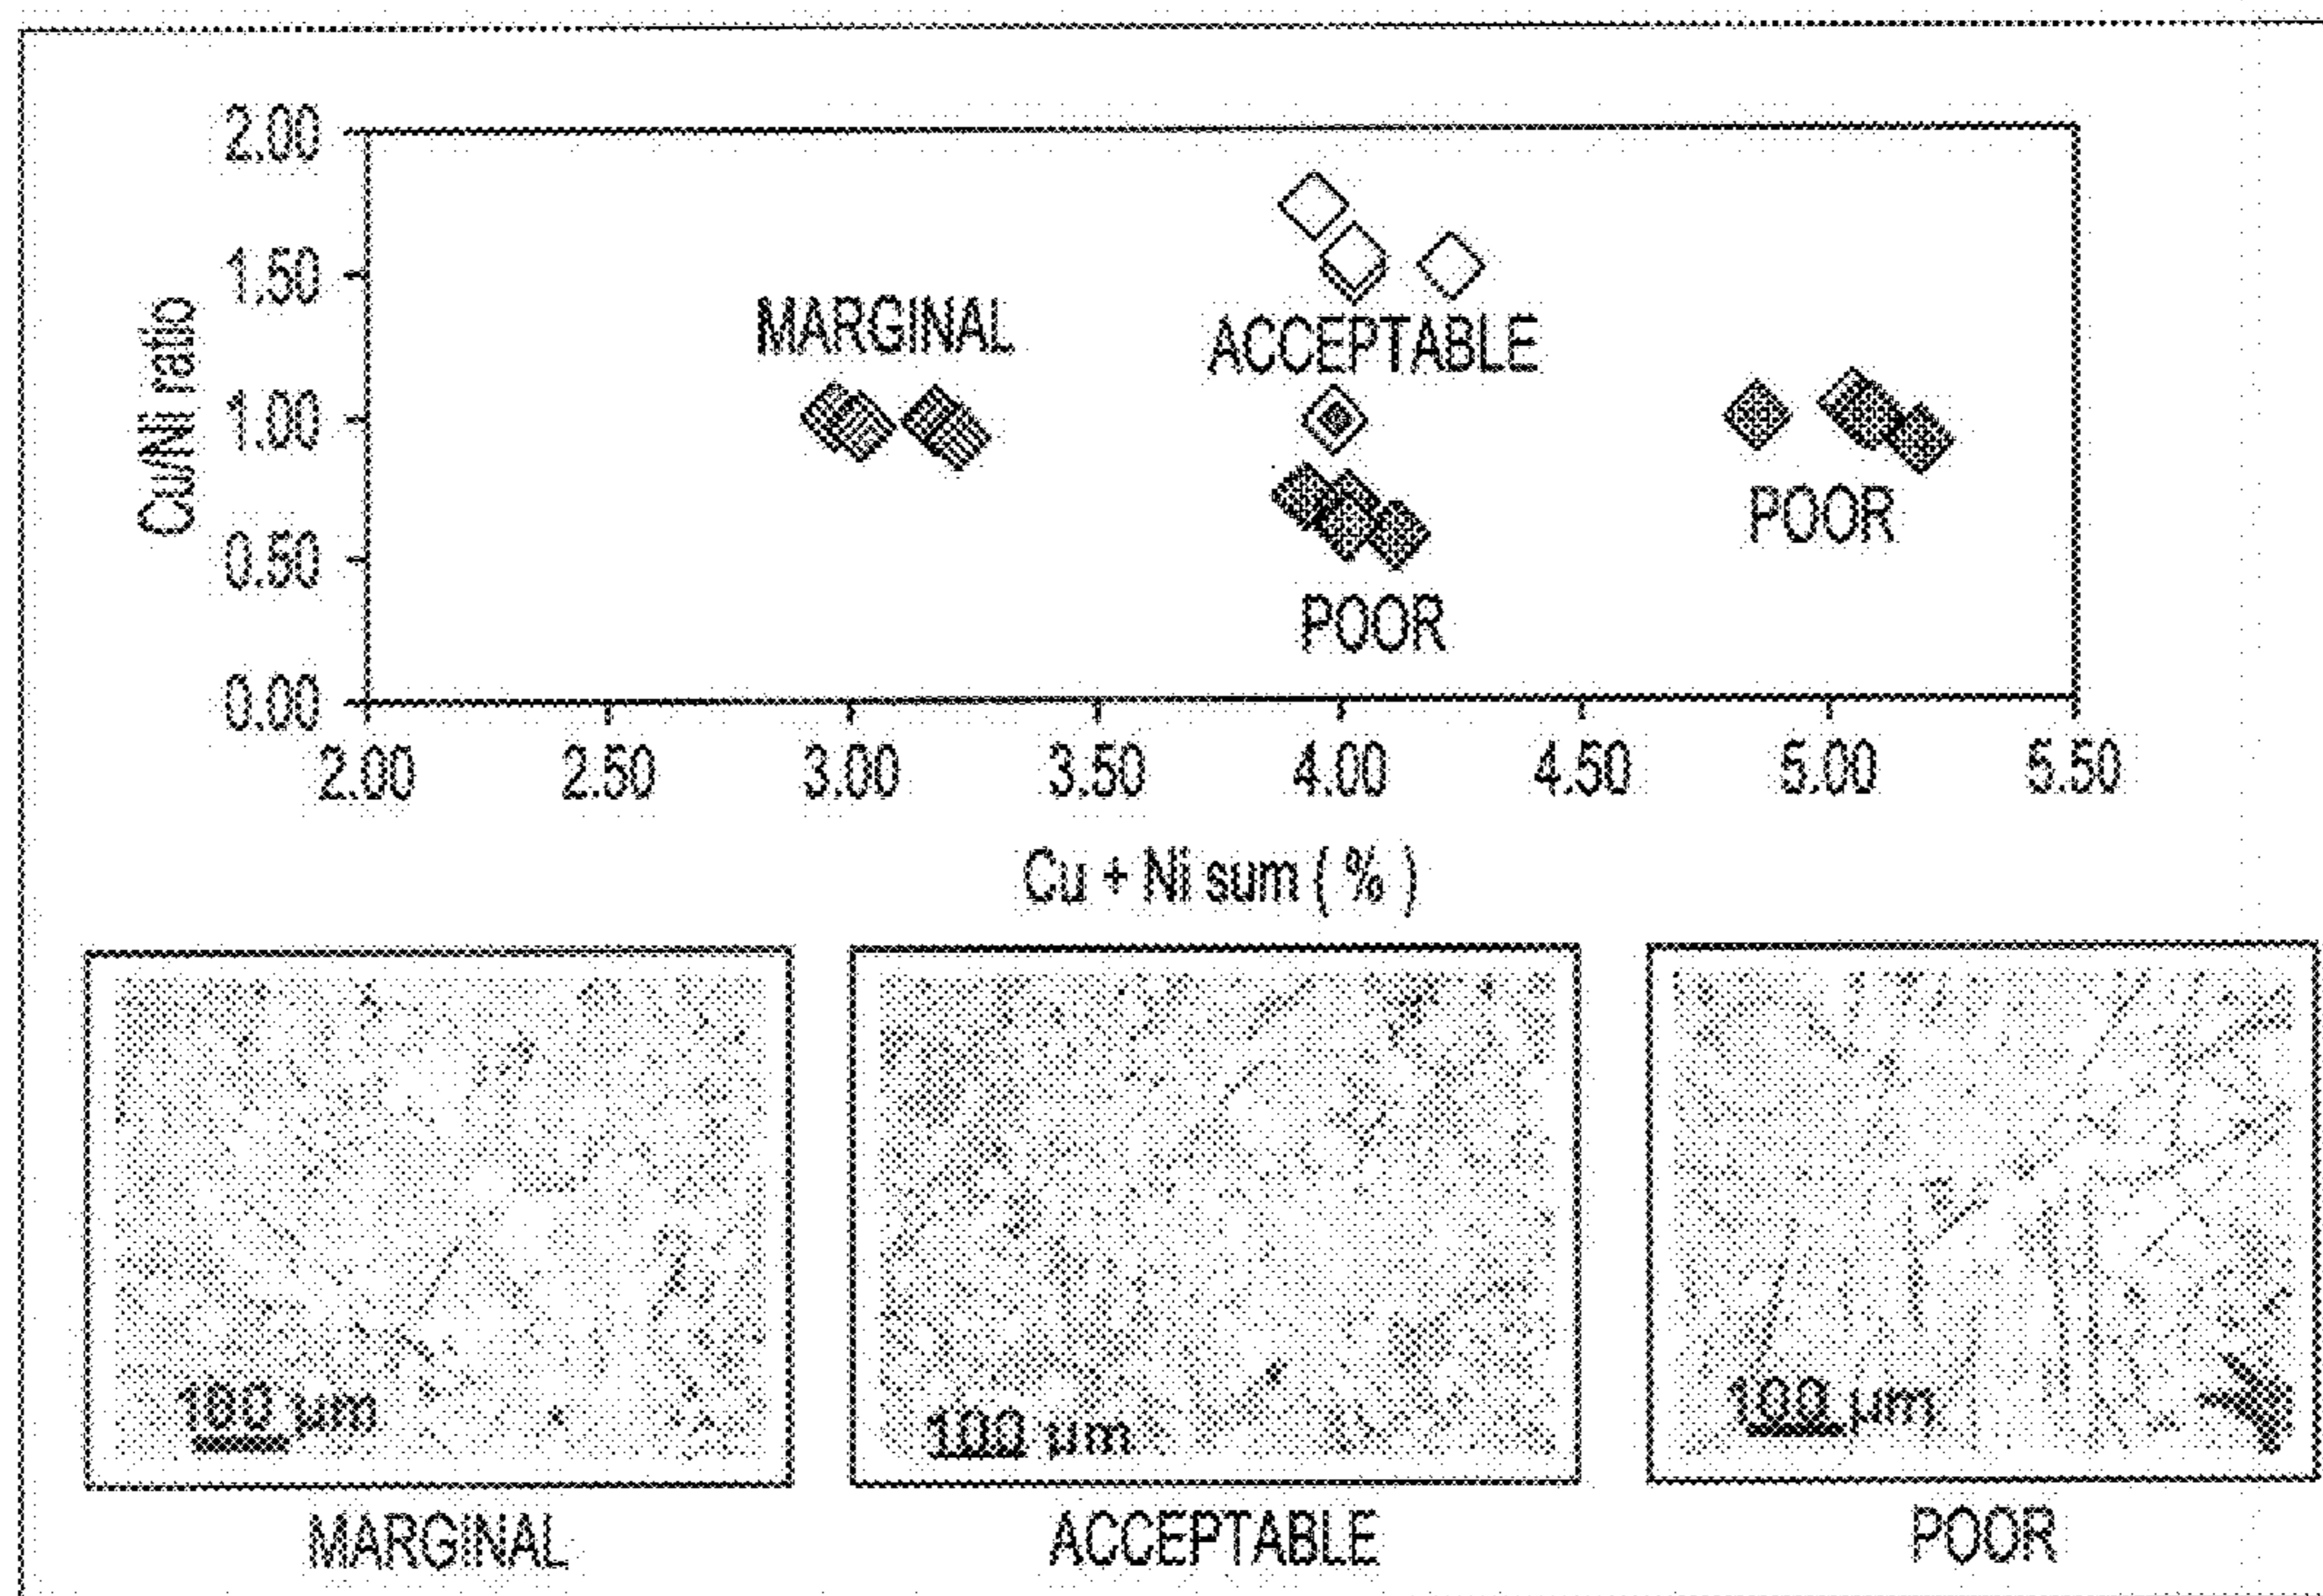 2.00
1.50
1.00
0.50
0.00
Cu/Ni ratio
MARGINAL
ACCEPTABLE
POOR
POOR
2.00 2.50 3.00 3.50 4.00 4.50 5.00 5.50
Cu + Ni sum ( % )
100 µm 100 µm 100 µm
MARGINAL ACCEPTABLE POOR